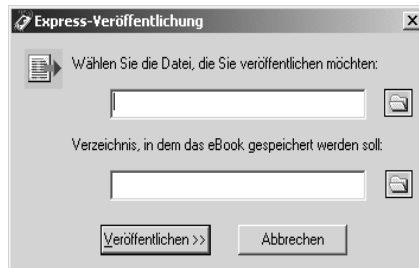 Express-Veröffentlichung
Wählen Sie die Datei, die Sie veröffentlichen möchten:
Verzeichnis, in dem das eBook gespeichert werden soll:
Veröffentlichen >> Abbrechen